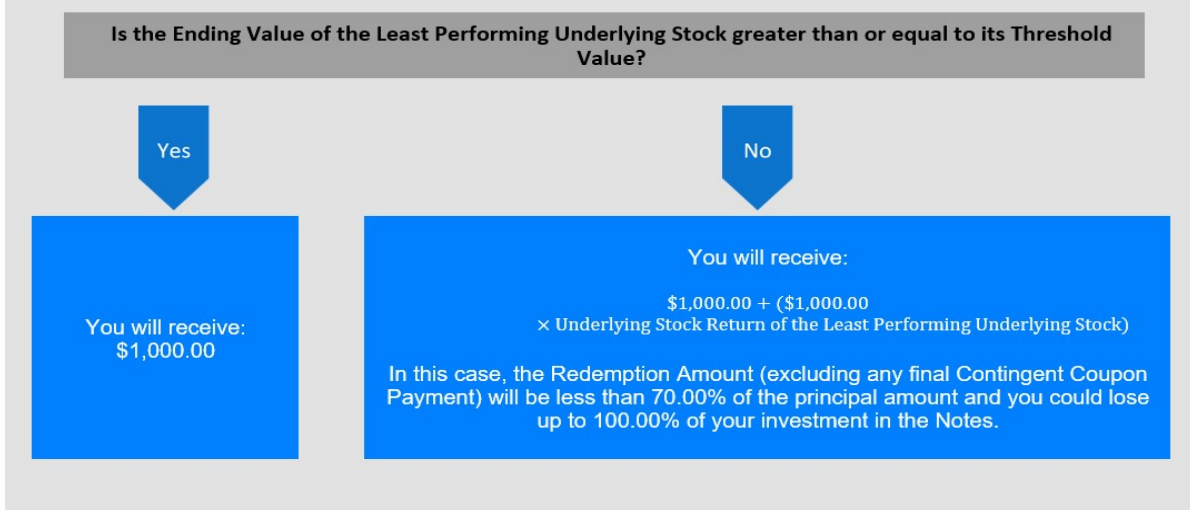 Is the Ending Value of the Least Performing Underlying Stock greater than or equal to its Threshold
Value?
Yes
No
You will receive:
$1,000.00
You will receive:
$1,000.00 + ($1,000.00
× Underlying Stock Return of the Least Performing Underlying Stock)
In this case, the Redemption Amount (excluding any final Contingent Coupon
Payment) will be less than 70.00% of the principal amount and you could lose
up to 100.00% of your investment in the Notes.